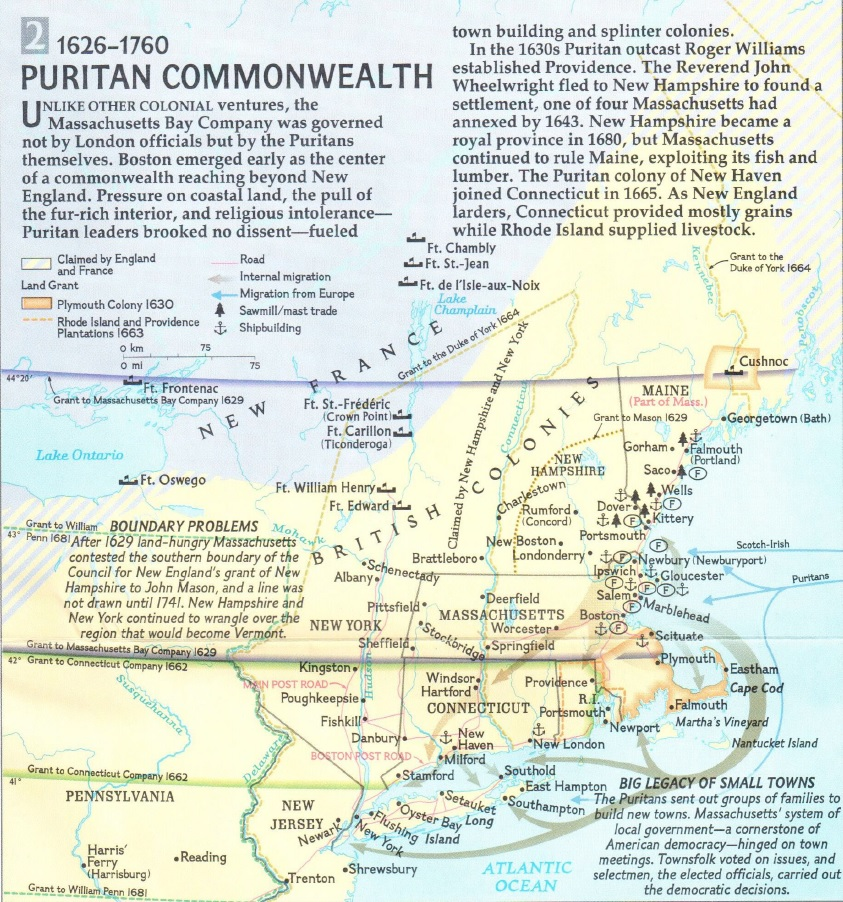 2 1626–1760
PURITAN COMMONWEALTH
UNLIKE OTHER COLONIAL ventures, the
Massachusetts Bay Company was governed
not by London officials but by the Puritans
themselves. Boston emerged early as the center
of a commonwealth reaching beyond New
England. Pressure on coastal land, the pull of
the fur-rich interior, and religious intolerance—
Puritan leaders brooked no dissent—fueled
town building and splinter colonies.
In the 1630s Puritan outcast Roger Williams
established Providence. The Reverend John
Wheelwright fled to New Hampshire to found a
settlement, one of four Massachusetts had
annexed by 1643. New Hampshire became a
royal province in 1680, but Massachusetts
continued to rule Maine, exploiting its fish and
lumber. The Puritan colony of New Haven
joined Connecticut in 1665. As New England
larders, Connecticut provided mostly grains
while Rhode Island supplied livestock.
Claimed by England
and France
Land Grant
Plymouth Colony 1630
Rhode Island and Providence
Plantations 1663
Road
Internal migration
Migration from Europe
Sawmill/mast trade
Shipbuilding
0 km 75
0 mi 75
Ft. Chambly
Ft. St.-Jean
Ft. de l'Isle-aux-Noix
Lake
Champlain
Grant to the
Duke of York 1664
Kennebec
Penobscot
Grant to the Duke of York 1664
NEW FRANCE
44°20'
Grant to Massachusetts Bay Company 1629
Ft. Frontenac
Cushnoc
MAINE
(Part of Mass.)
Ft. St.-Frédéric
(Crown Point)
Ft. Carillon
(Ticonderoga)
Claimed by New Hampshire and New York
Connecticut
BRITISH COLONIES
Grant to Mason 1629
Georgetown (Bath)
Lake Ontario
Gorham
Falmouth
(Portland)
NEW
HAMPSHIRE
Saco
F
Ft. Oswego
Ft. William Henry
Ft. Edward
Charlestown
Wells
Rumford
(Concord)
Dover
F
F
Kittery
Portsmouth
Grant to William
Penn 1681
43°
Mohawk
BOUNDARY PROBLEMS
After 1629 land-hungry Massachusetts
contested the southern boundary of the
Council for New England's grant of New
Hampshire to John Mason, and a line was
not drawn until 1741. New Hampshire and
New York continued to wrangle over the
region that would become Vermont.
New Boston
Londonderry
Brattleboro
F
Scotch-Irish
F
Newbury (Newburyport)
Schenectady
Albany
Ipswich
Gloucester
Puritans
F
F
F
Salem
Marblehead
F
Pittsfield
Deerfield
MASSACHUSETTS
NEW YORK
Worcester
Boston
F
Stockbridge
Sheffield
Springfield
Scituate
Grant to Massachusetts Bay Company 1629
42°
Grant to Connecticut Company 1662
Plymouth
Kingston
Eastham
Cape Cod
Windsor
Hartford
Providence
Susquehanna
MAIN POST ROAD
Hudson
Poughkeepsie
CONNECTICUT
R.I.
Portsmouth
Falmouth
Martha's Vineyard
Fishkill
Newport
Danbury
New
Haven
New London
Nantucket Island
Delaware
BOSTON POST ROAD
Milford
Grant to Connecticut Company 1662
41°
Stamford
Southold
East Hampton
Southampton
PENNSYLVANIA
Setauket
Oyster Bay
Long
Island
Flushing
NEW
JERSEY
Newark
New York
BIG LEGACY OF SMALL TOWNS
The Puritans sent out groups of families to
build new towns. Massachusetts' system of
local government—a cornerstone of
American democracy—hinged on town
meetings. Townsfolk voted on issues, and
selectmen, the elected officials, carried out
the democratic decisions.
Harris'
Ferry
(Harrisburg)
Reading
Shrewsbury
Trenton
ATLANTIC
OCEAN
Grant to William Penn 1681